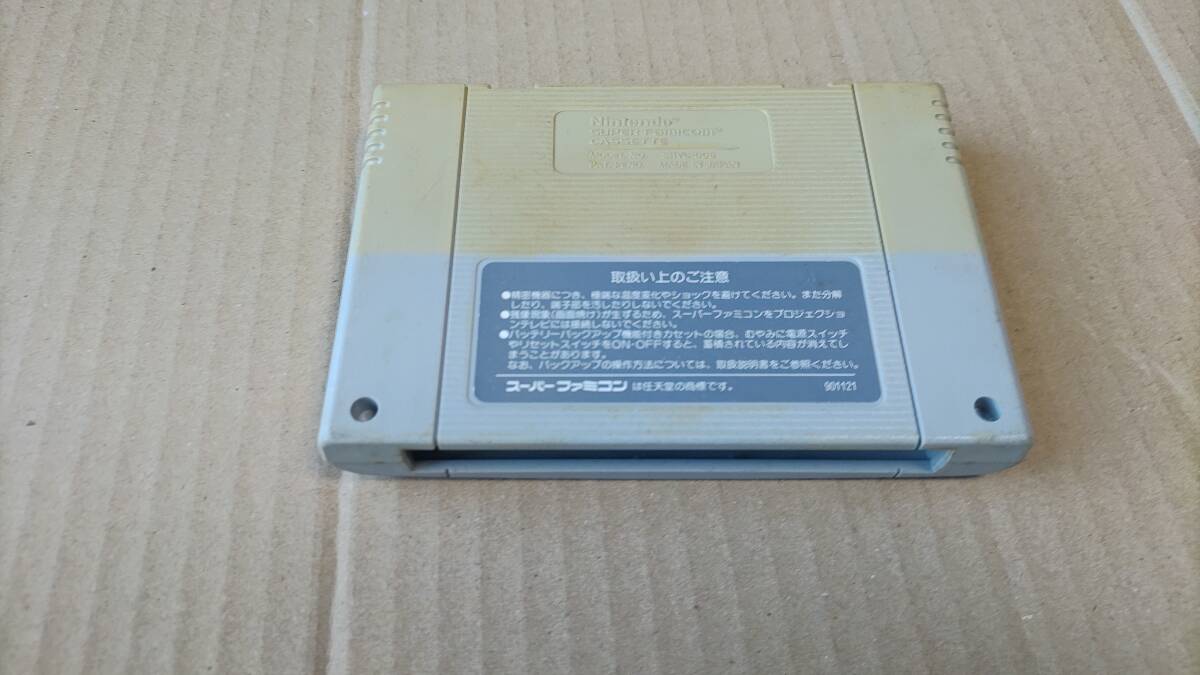 Nintendo
SUPER FAMICOM
CASSETTE
MADE IN JAPAN
取扱い上のご注意
●精密機器につき、極端な温度変化やショックを避けてください。また分解
したり、端子部を汚したりしないでください。
●残像現象(画面焼け)が生ずるため、スーパーファミコンをプロジェクショ
ンテレビには接続しないでください。
●バッテリーバックアップ機能付きカセットの場合、むやみに電源スイッチ
やリセットスイッチをON・OFFすると、蓄積されている内容が消えてし
まうことがあります。
なお、バックアップの操作方法については、取扱説明書をご参照ください。
スーパーファミコン は任天堂の商標です。 901121